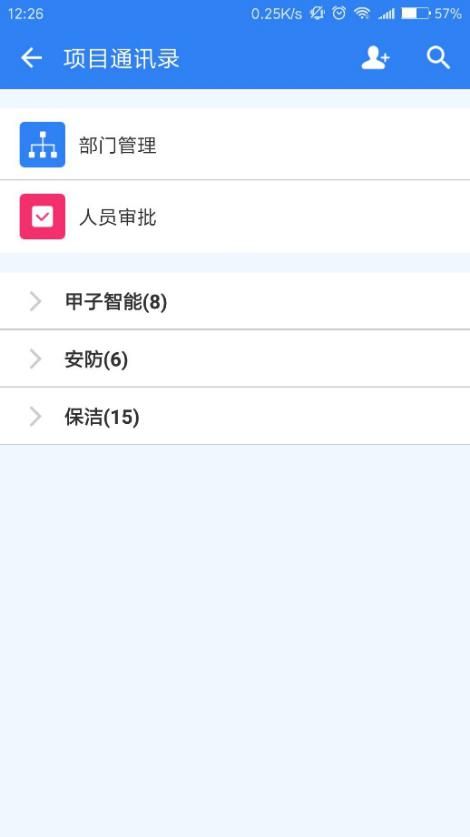 12:26 0.25K/s 57%
项目通讯录
部门管理
人员审批
甲子智能(8)
安防(6)
保洁(15)